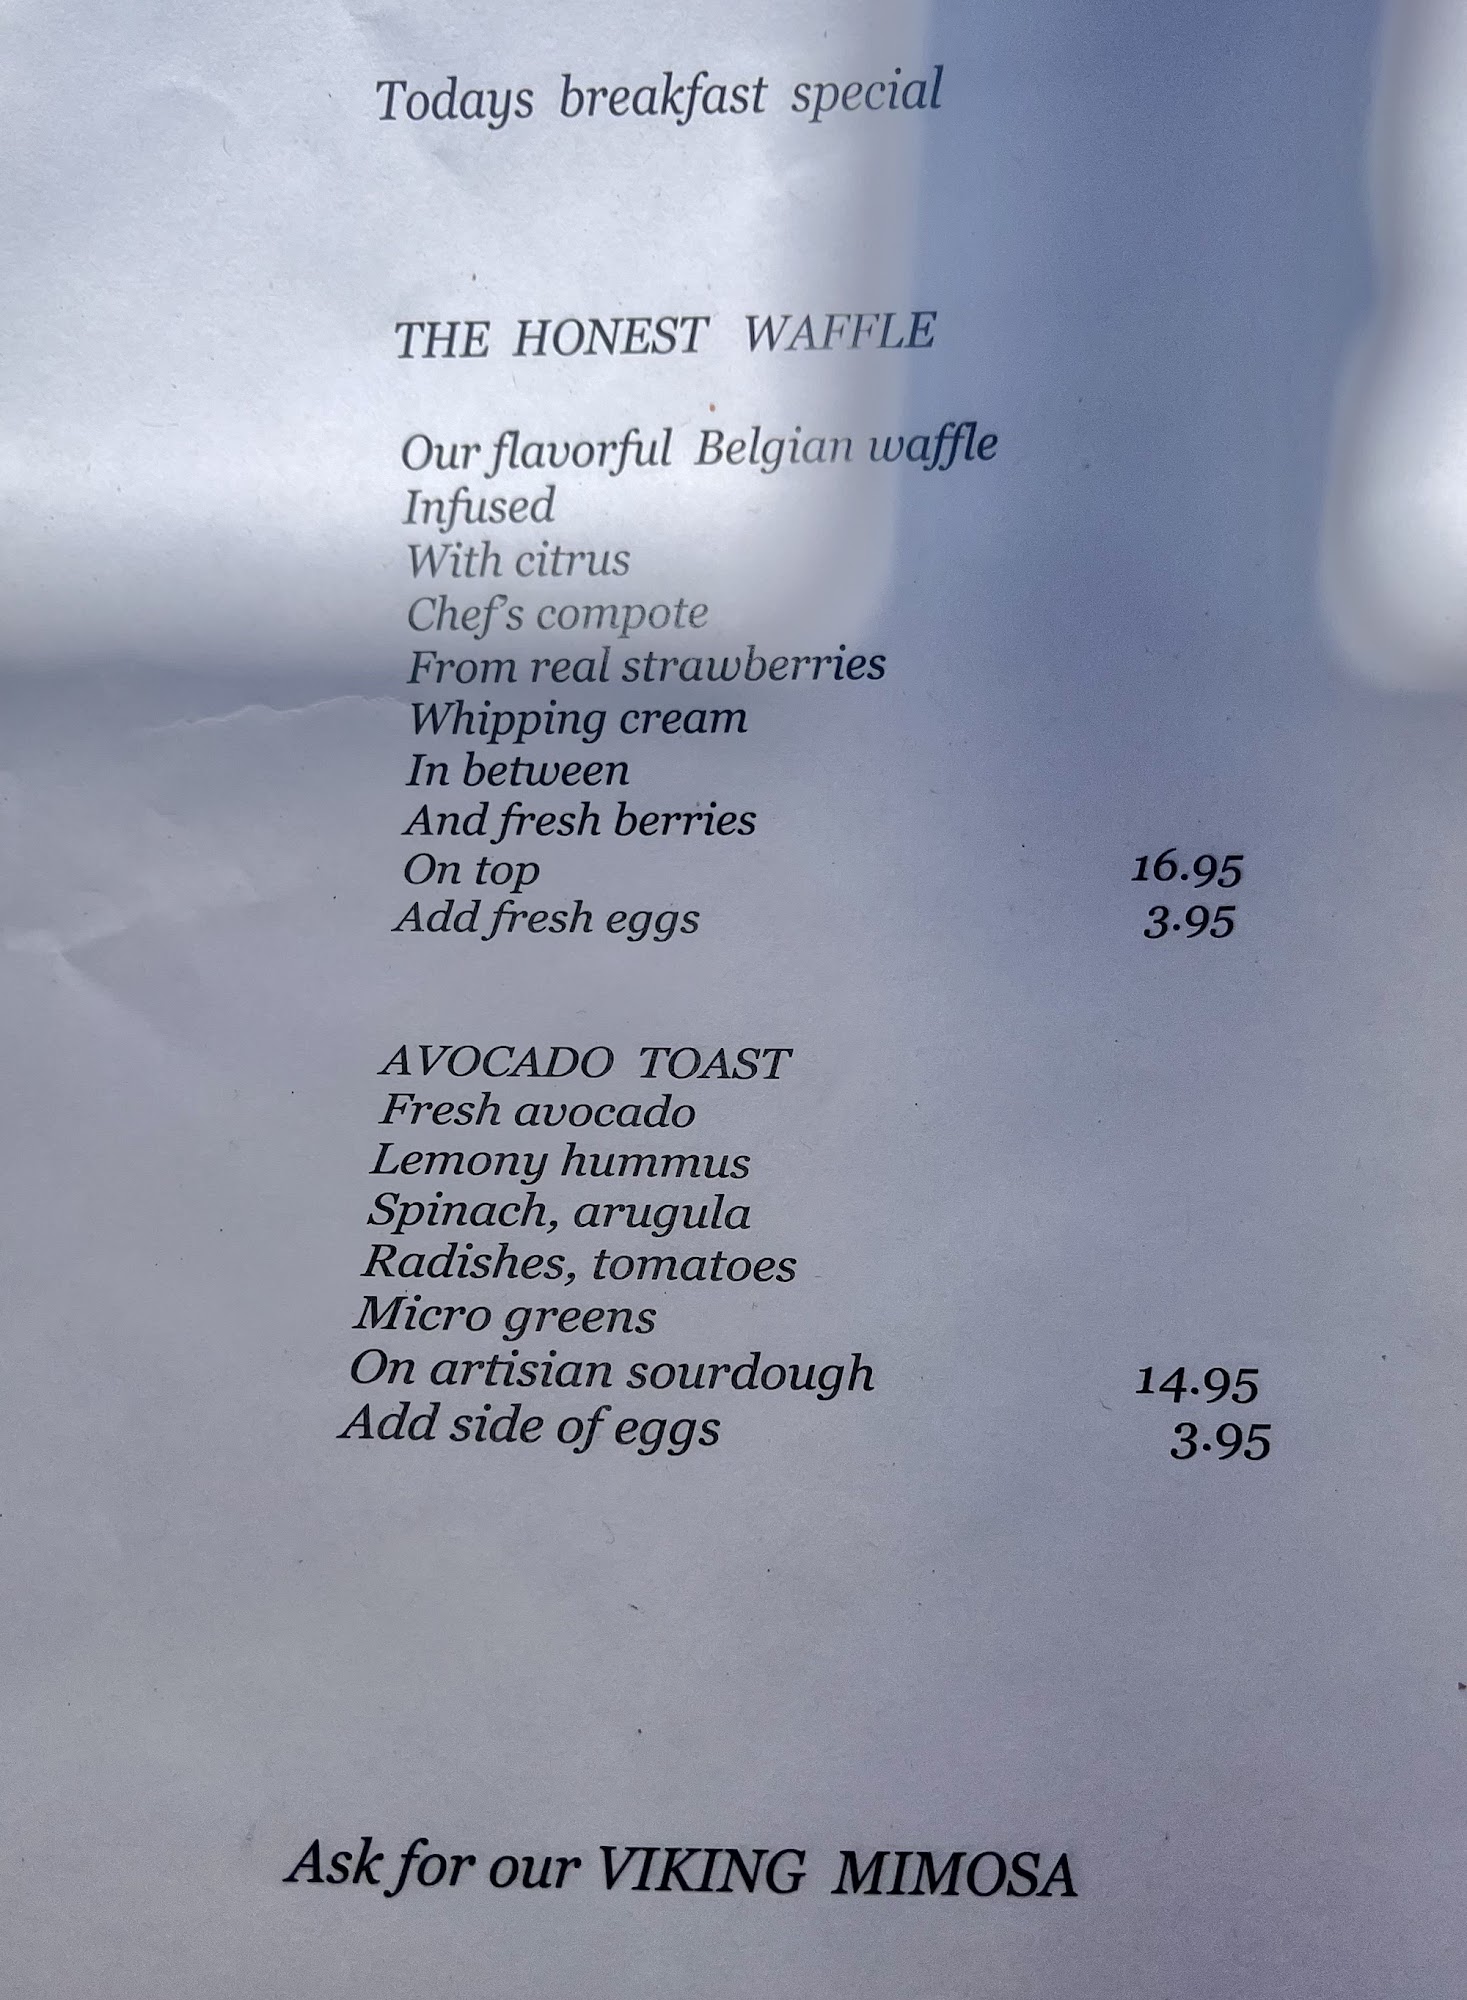 Todays breakfast special
THE HONEST WAFFLE
Our flavorful Belgian waffle
Infused
With citrus
Chef's compote
From real strawberries
Whipping cream
In between
And fresh berries
On top 16.95
Add fresh eggs 3.95
AVOCADO TOAST
Fresh avocado
Lemony hummus
Spinach, arugula
Radishes, tomatoes
Micro greens
On artisian sourdough 14.95
Add side of eggs 3.95
Ask for our VIKING MIMOSA